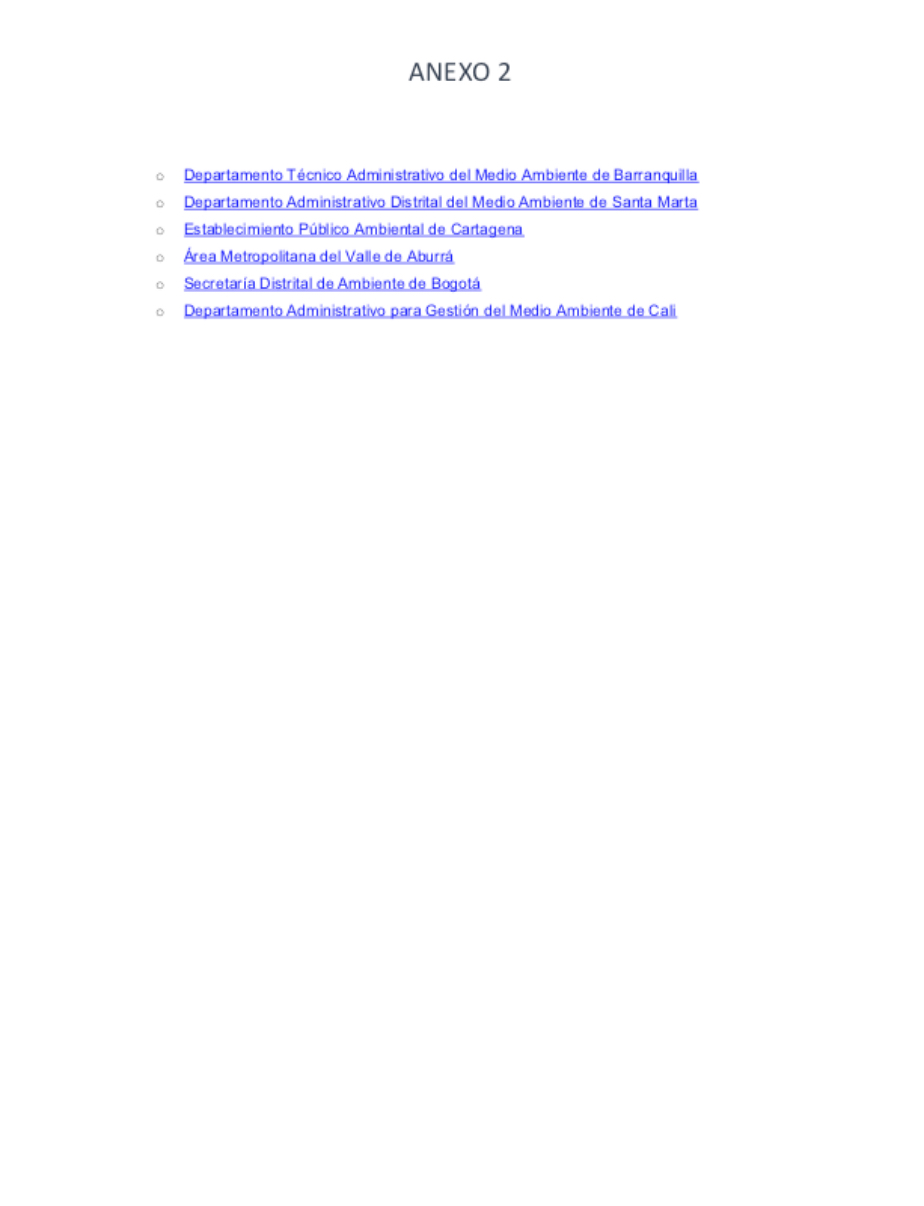 ANEXO 2
○ Departamento Técnico Administrativo del Medio Ambiente de Barranquilla
○ Departamento Administrativo Distrital del Medio Ambiente de Santa Marta
○ Establecimiento Público Ambiental de Cartagena
○ Área Metropolitana del Valle de Aburrá
○ Secretaría Distrital de Ambiente de Bogotá
○ Departamento Administrativo para Gestión del Medio Ambiente de Cali